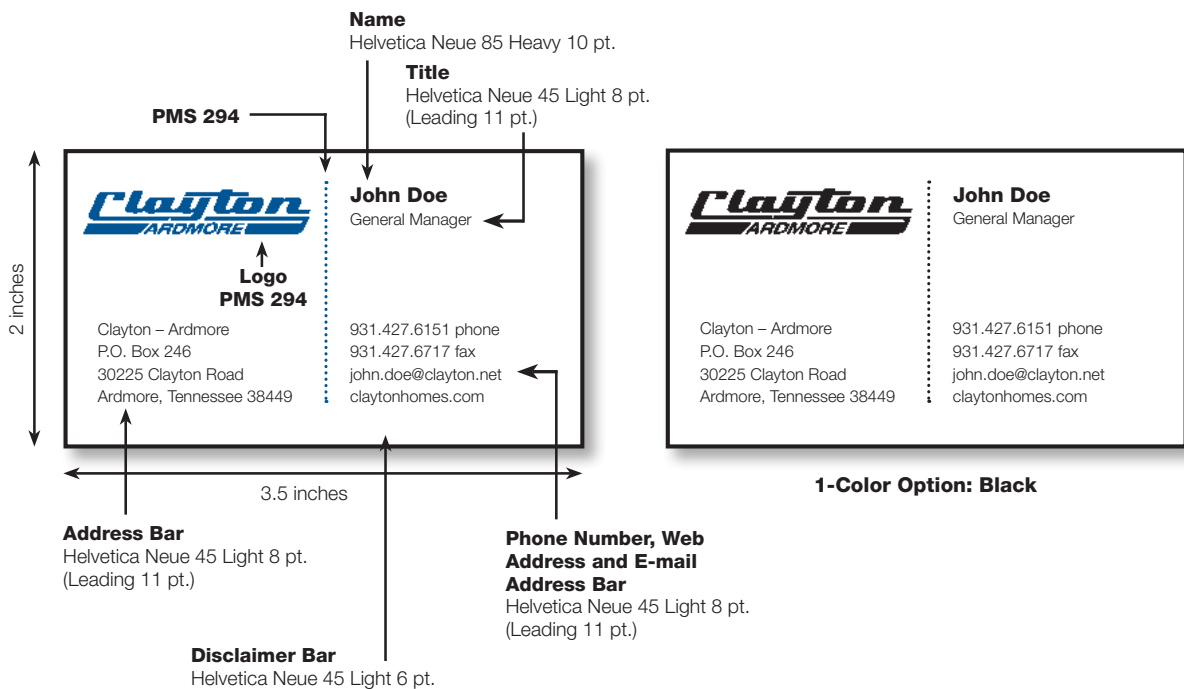 Name
Helvetica Neue 85 Heavy 10 pt.
Title
Helvetica Neue 45 Light 8 pt.
(Leading 11 pt.)
PMS 294
2 inches
Clayton
ARDMORE
John Doe
General Manager
Logo
PMS 294
Clayton – Ardmore
P.O. Box 246
30225 Clayton Road
Ardmore, Tennessee 38449
931.427.6151 phone
931.427.6717 fax
john.doe@clayton.net
claytonhomes.com
3.5 inches
Address Bar
Helvetica Neue 45 Light 8 pt.
(Leading 11 pt.)
Disclaimer Bar
Helvetica Neue 45 Light 6 pt.
Phone Number, Web
Address and E-mail
Address Bar
Helvetica Neue 45 Light 8 pt.
(Leading 11 pt.)
Clayton
ARDMORE
John Doe
General Manager
Clayton – Ardmore
P.O. Box 246
30225 Clayton Road
Ardmore, Tennessee 38449
931.427.6151 phone
931.427.6717 fax
john.doe@clayton.net
claytonhomes.com
1-Color Option: Black